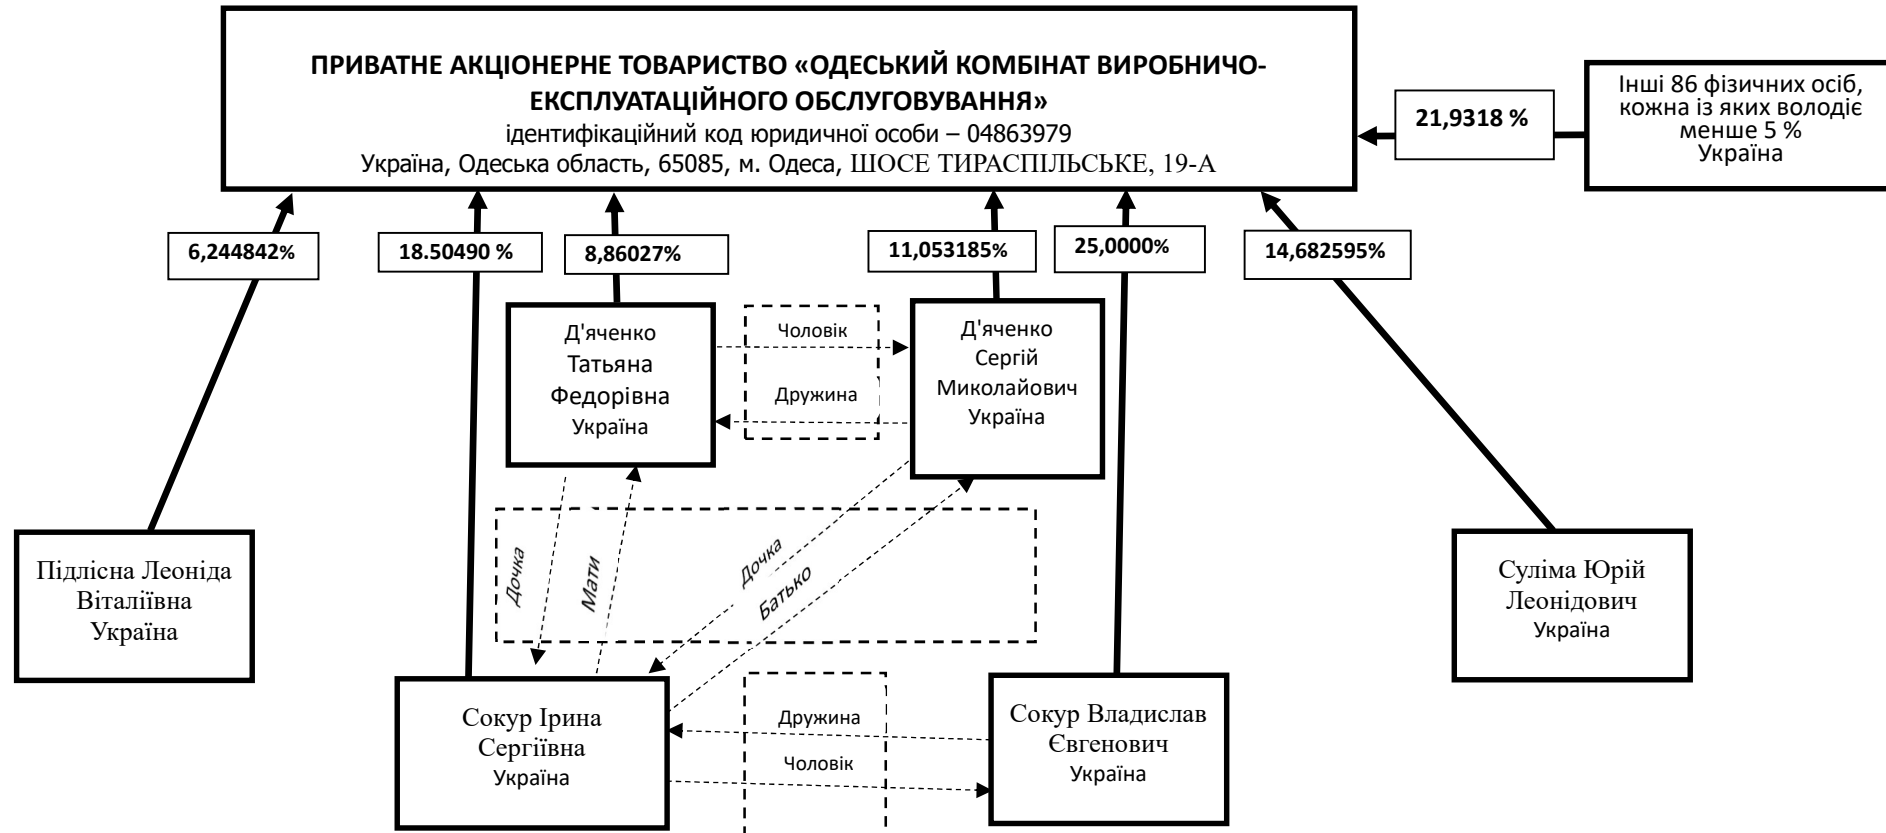 ПРИВАТНЕ АКЦІОНЕРНЕ ТОВАРИСТВО «ОДЕСЬКИЙ КОМБІНАТ ВИРОБНИЧО-
ЕКСПЛУАТАЦІЙНОГО ОБСЛУГОВУВАННЯ»
ідентифікаційний код юридичної особи – 04863979
Україна, Одеська область, 65085, м. Одеса, ШОСЕ ТИРАСПІЛЬСЬКЕ, 19-А
21,9318 %
Інші 86 фізичних осіб,
кожна із яких володіє
менше 5 %
Україна
6,244842%
18.50490 %
8,86027%
11,053185%
25,0000%
14,682595%
Д'яченко
Татьяна
Федорівна
Україна
Чоловік
Дружина
Д'яченко
Сергій
Миколайович
Україна
Дочка
Мати
Дочка
Батько
Підлісна Леоніда
Віталіївна
Україна
Суліма Юрій
Леонідович
Україна
Сокур Ірина
Сергіївна
Україна
Дружина
Чоловік
Сокур Владислав
Євгенович
Україна